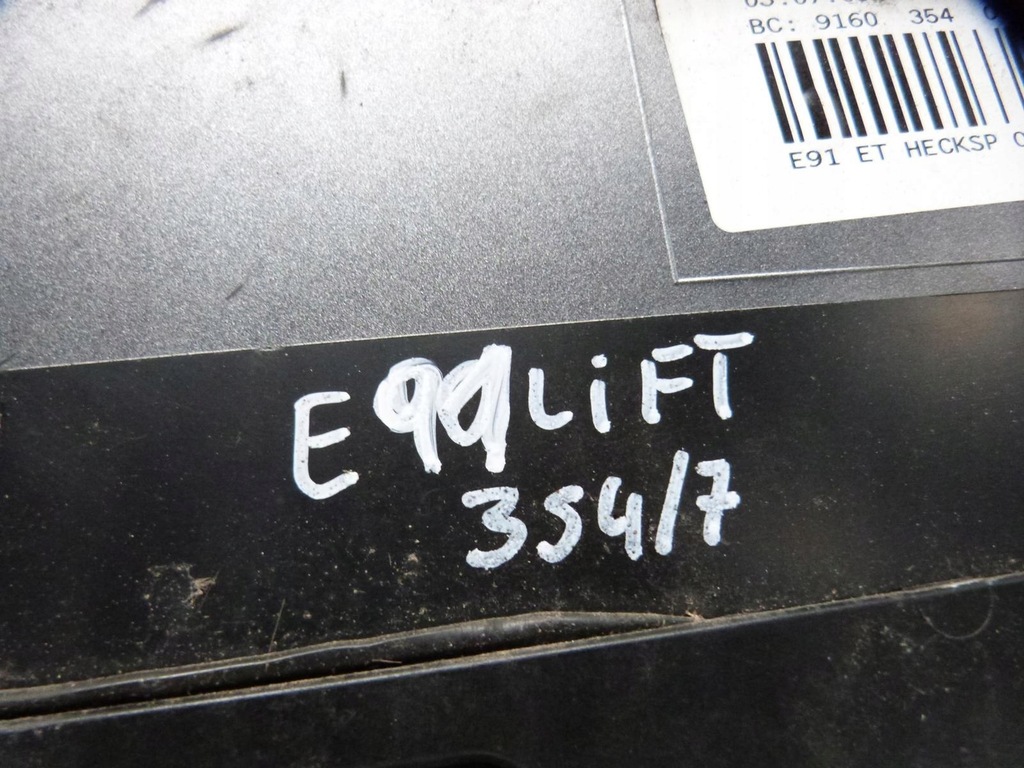 BC: 9160 354
E91 ET HECKSP
E91 LiFT
354/7